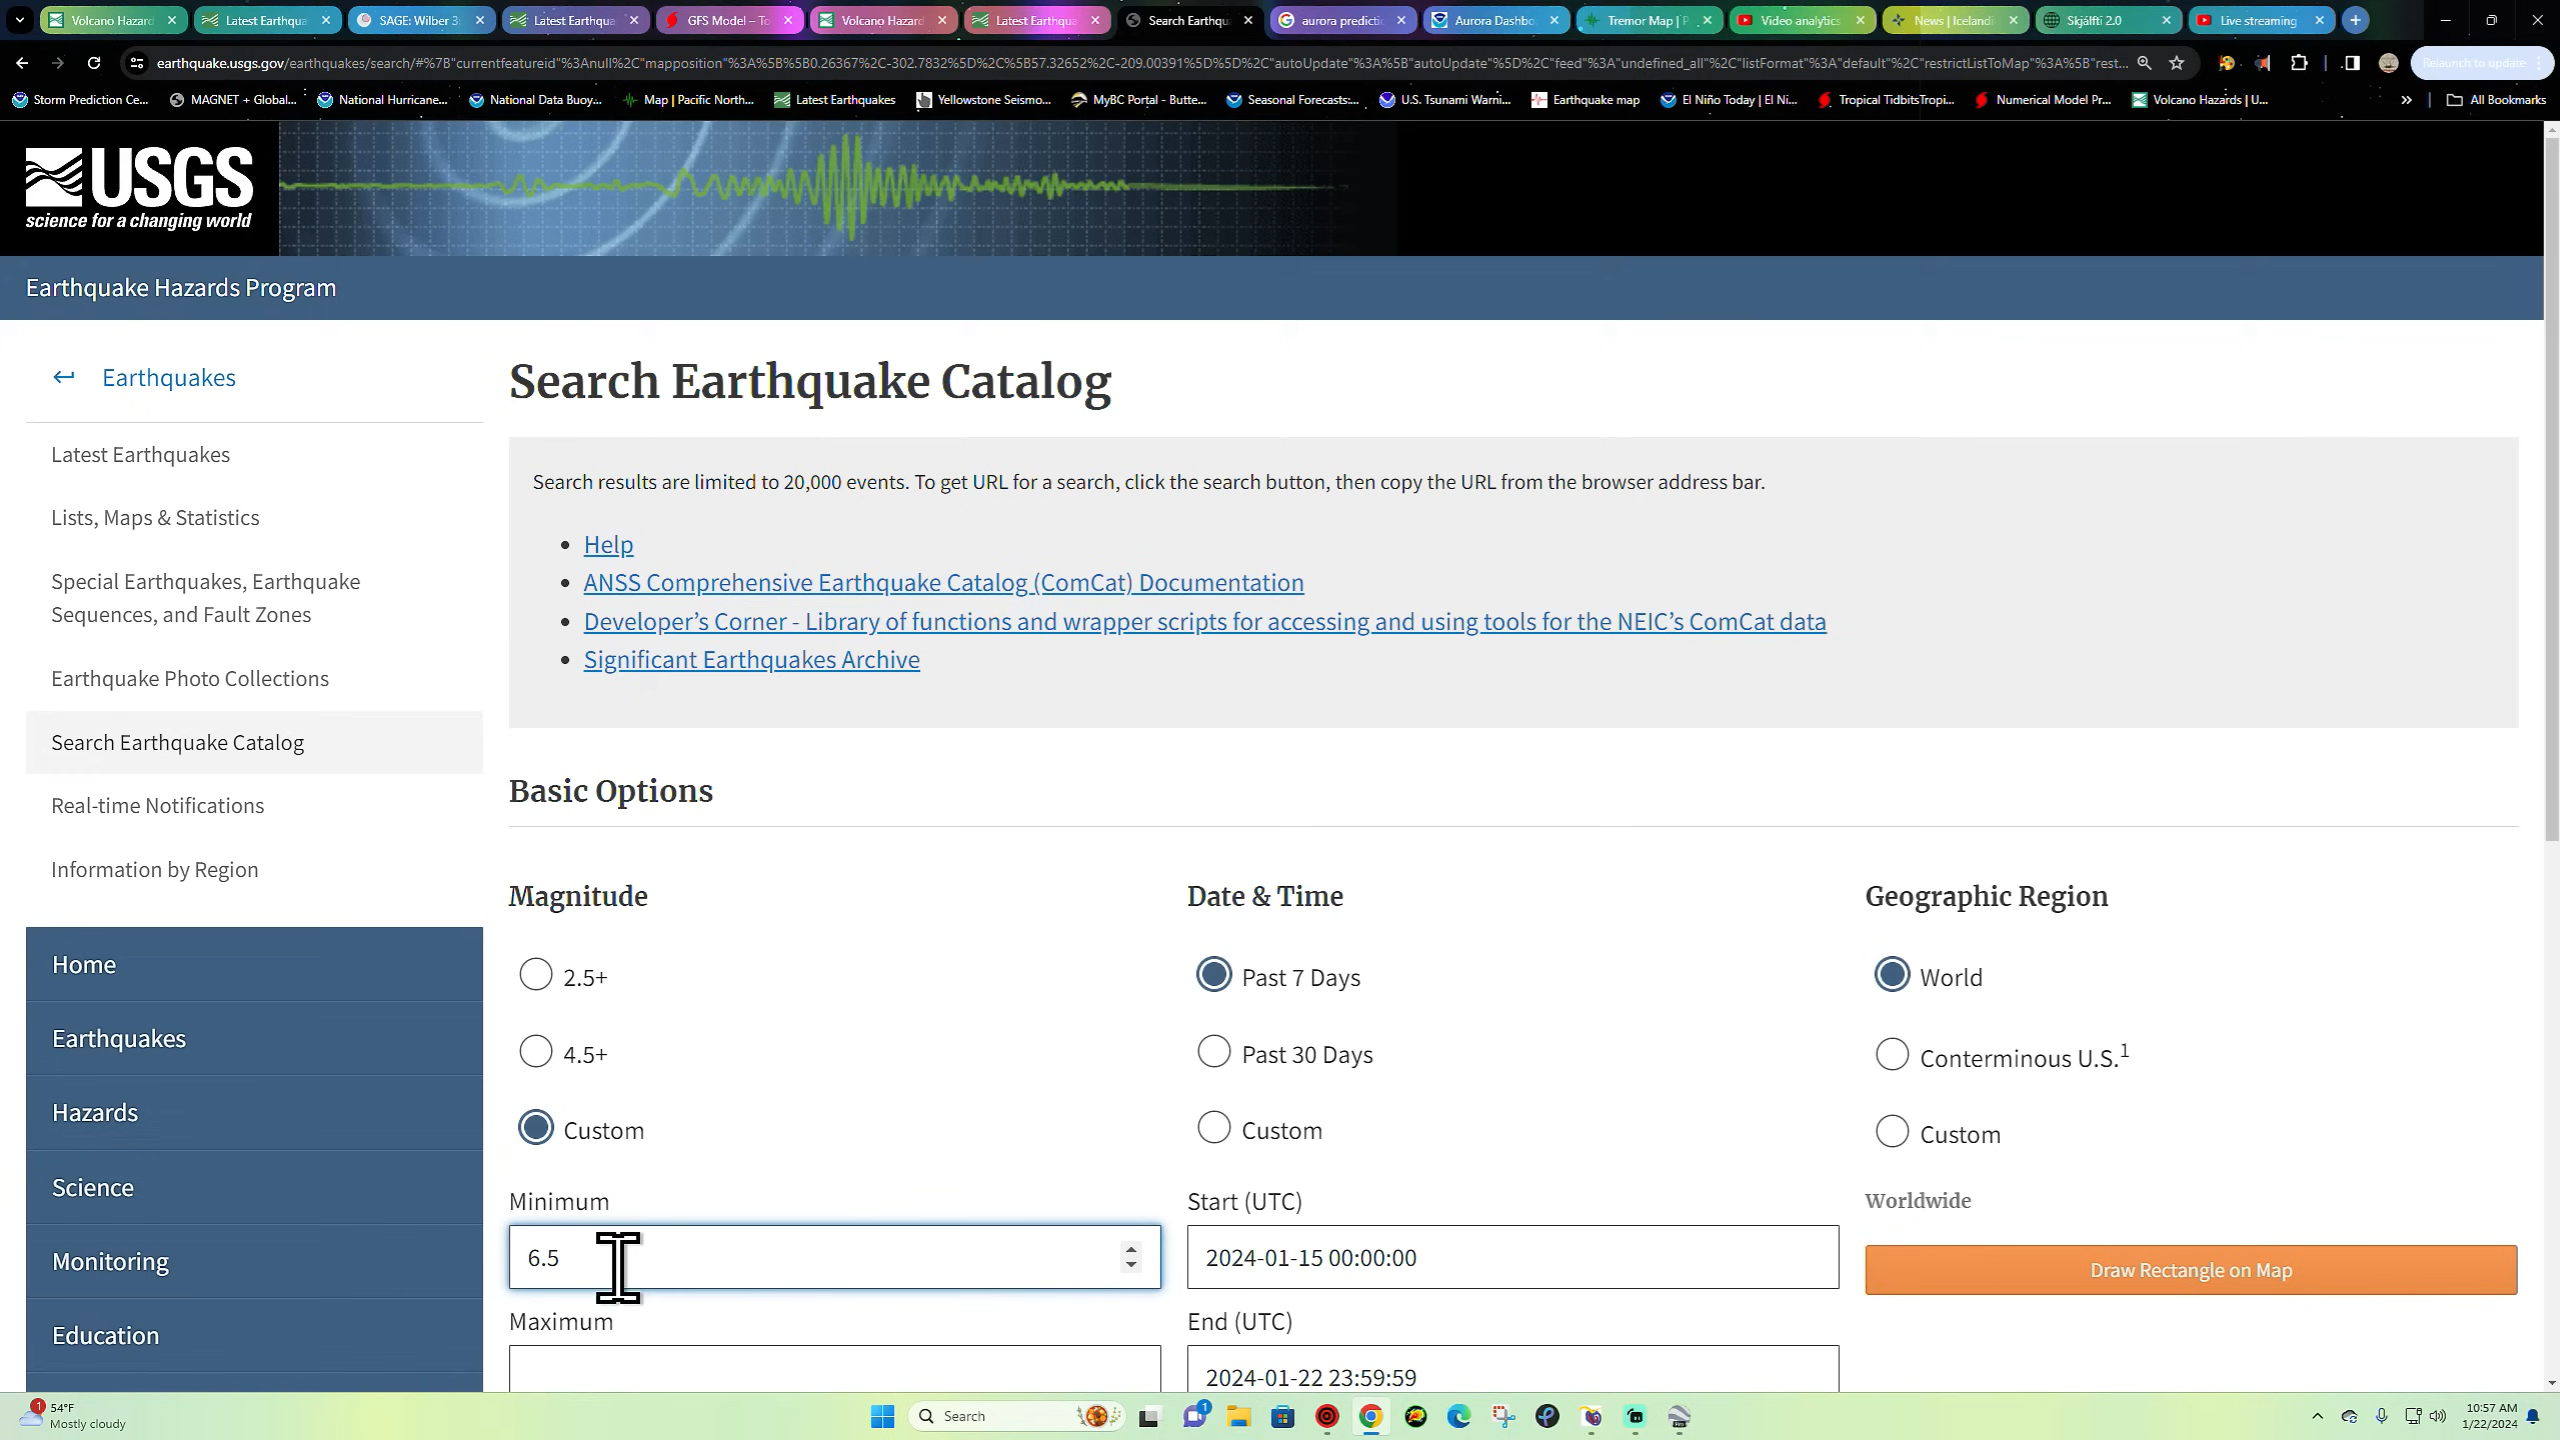 Volcano Hazard
Latest Earthqua
SAGE: Wilber 3
Latest Earthqua
GFS Model – To
Volcano Hazard
Latest Earthqua
Search Earthqu
aurora predicti
Aurora Dashbo
Tremor Map | P
Video analytics
News | Icelandi
Skjálfti 2.0
Live streaming
earthquake.usgs.gov/earthquakes/search/#%7B"currentfeatureid"%3Anull%2C"mapposition"%3A%5B%5B0.26367%2C-302.7832%5D%2C%5B57.32652%2C-209.00391%5D%5D%2C"autoUpdate"%3A%5B"autoUpdate"%5D%2C"feed"%3A"undefined_all"%2C"listFormat"%3A"default"%2C"restrictListToMap"%3A%5B"rest...
Relaunch to update
Storm Prediction Ce...
MAGNET + Global...
National Hurricane...
National Data Buoy...
Map | Pacific North...
Latest Earthquakes
Yellowstone Seismo...
MyBC Portal - Butte...
Seasonal Forecasts:...
U.S. Tsunami Warni...
Earthquake map
El Niño Today | El Ni...
Tropical TidbitsTropi...
Numerical Model Pr...
Volcano Hazards | U...
All Bookmarks
USGS
science for a changing world
Earthquake Hazards Program
Earthquakes
Latest Earthquakes
Lists, Maps & Statistics
Special Earthquakes, Earthquake
Sequences, and Fault Zones
Earthquake Photo Collections
Search Earthquake Catalog
Real-time Notifications
Information by Region
Home
Earthquakes
Hazards
Science
Monitoring
Education
Search Earthquake Catalog
Search results are limited to 20,000 events. To get URL for a search, click the search button, then copy the URL from the browser address bar.
• Help
• ANSS Comprehensive Earthquake Catalog (ComCat) Documentation
• Developer’s Corner - Library of functions and wrapper scripts for accessing and using tools for the NEIC’s ComCat data
• Significant Earthquakes Archive
Basic Options
Magnitude
2.5+
4.5+
Custom
Minimum
6.5
Maximum
Date & Time
Past 7 Days
Past 30 Days
Custom
Start (UTC)
2024-01-15 00:00:00
End (UTC)
2024-01-22 23:59:59
Geographic Region
World
Conterminous U.S.1
Custom
Worldwide
Draw Rectangle on Map
1
54°F
Mostly cloudy
Search
1
10:57 AM
1/22/2024